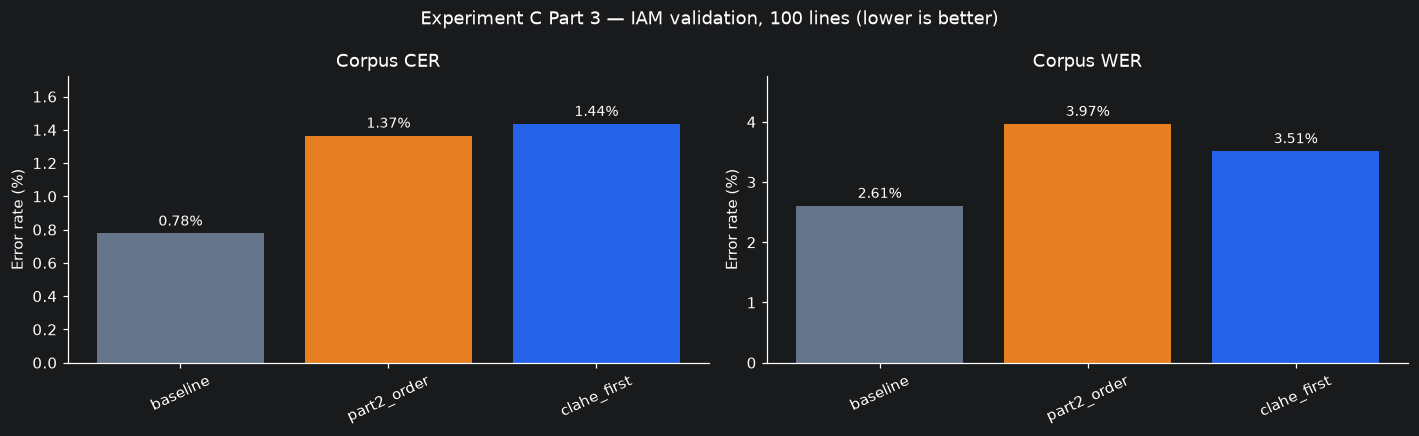 Experiment C Part 3 — IAM validation, 100 lines (lower is better)
Corpus CER
Error rate (%)
1.6
1.4
1.2
1.0
0.8
0.6
0.4
0.2
0.0
0.78%
1.37%
1.44%
baseline
part2_order
clahe_first
Corpus WER
Error rate (%)
4
3
2
1
0
2.61%
3.97%
3.51%
baseline
part2_order
clahe_first